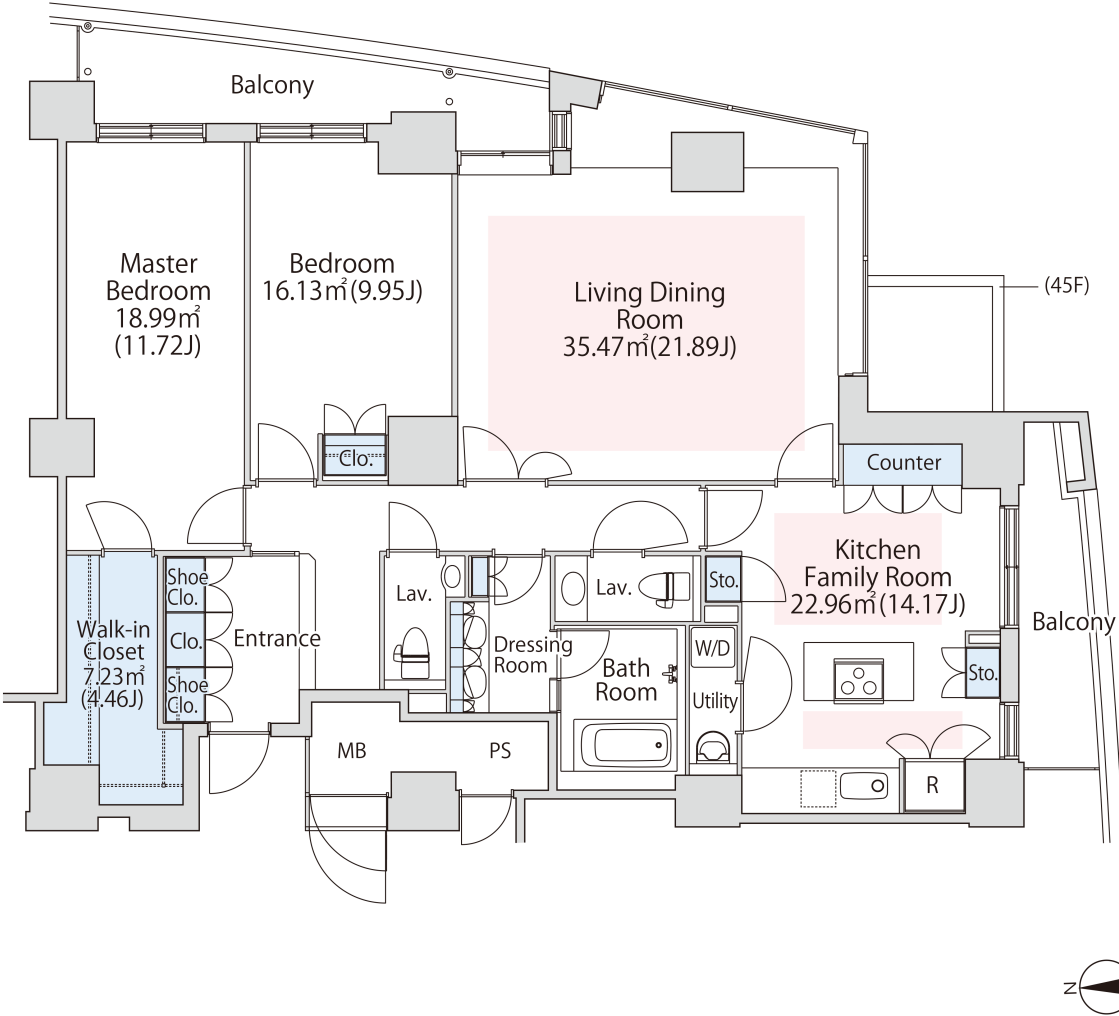 Balcony
Master
Bedroom
18.99㎡
(11.72J)
Bedroom
16.13㎡(9.95J)
Living Dining
Room
35.47㎡(21.89J)
(45F)
Clo.
Counter
Kitchen
Family Room
22.96㎡(14.17J)
Balcony
Shoe
Clo.
Clo.
Shoe
Clo.
Walk-in
Closet
7.23㎡
(4.46J)
Entrance
Lav.
Dressing
Room
Lav.
Sto.
Bath
Room
W/D
Utility
Sto.
MB
PS
R
N